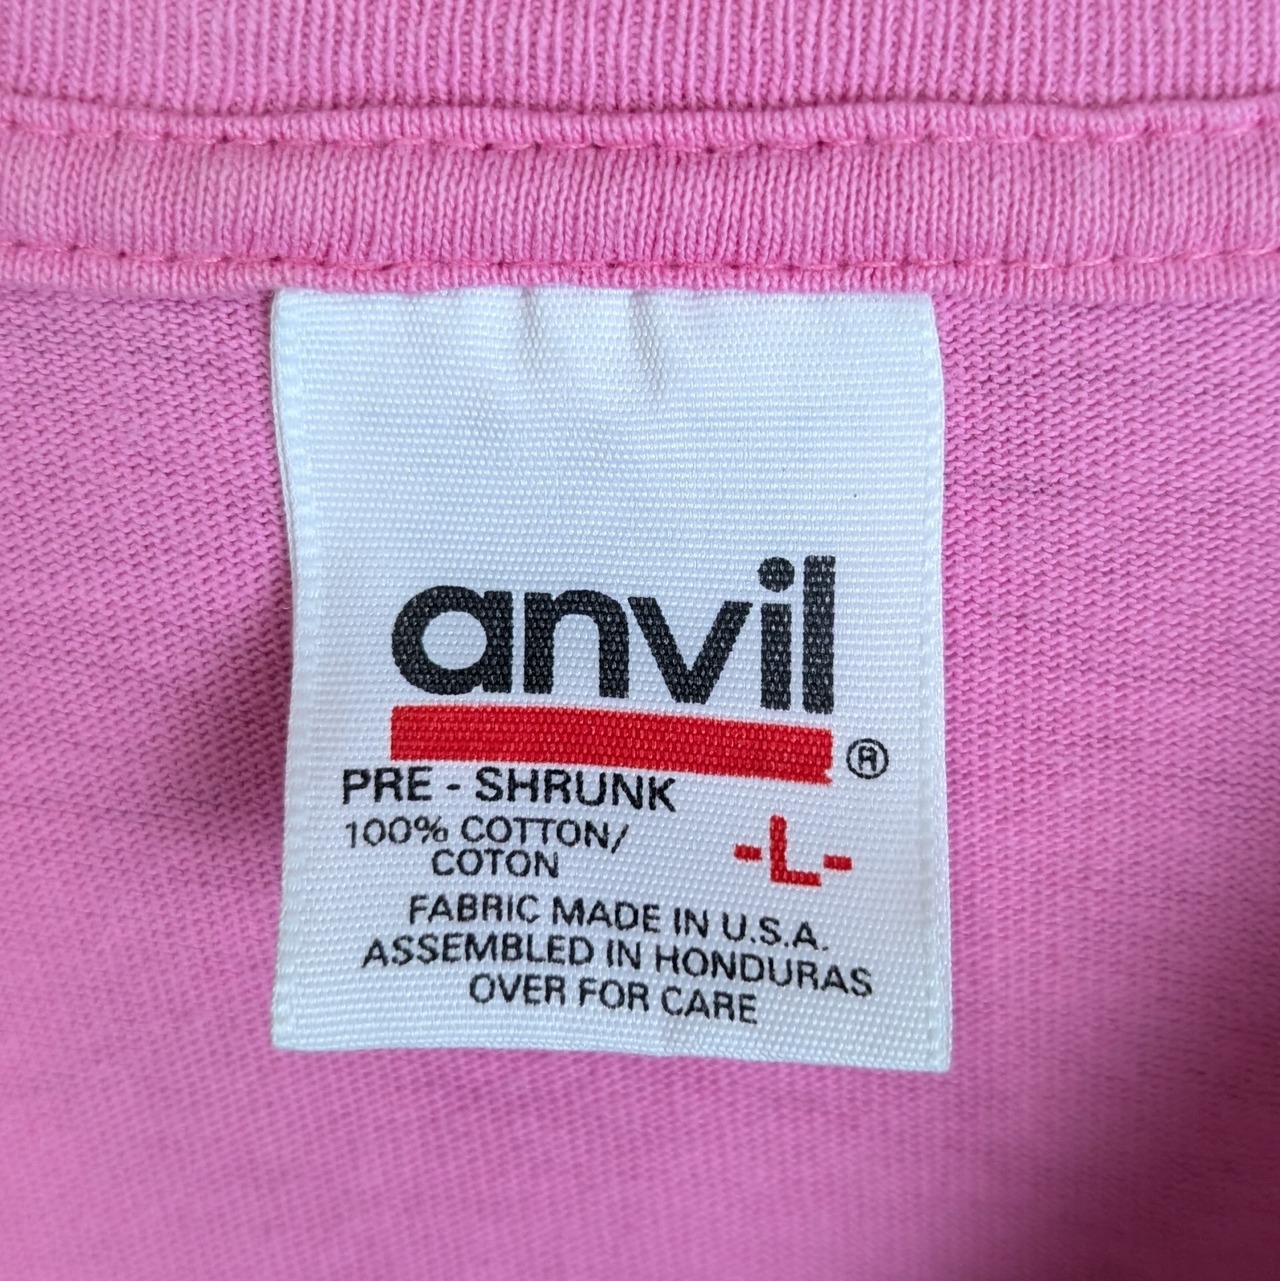 anvil
®
PRE - SHRUNK
100% COTTON/
COTON
-L-
FABRIC MADE IN U.S.A.
ASSEMBLED IN HONDURAS
OVER FOR CARE